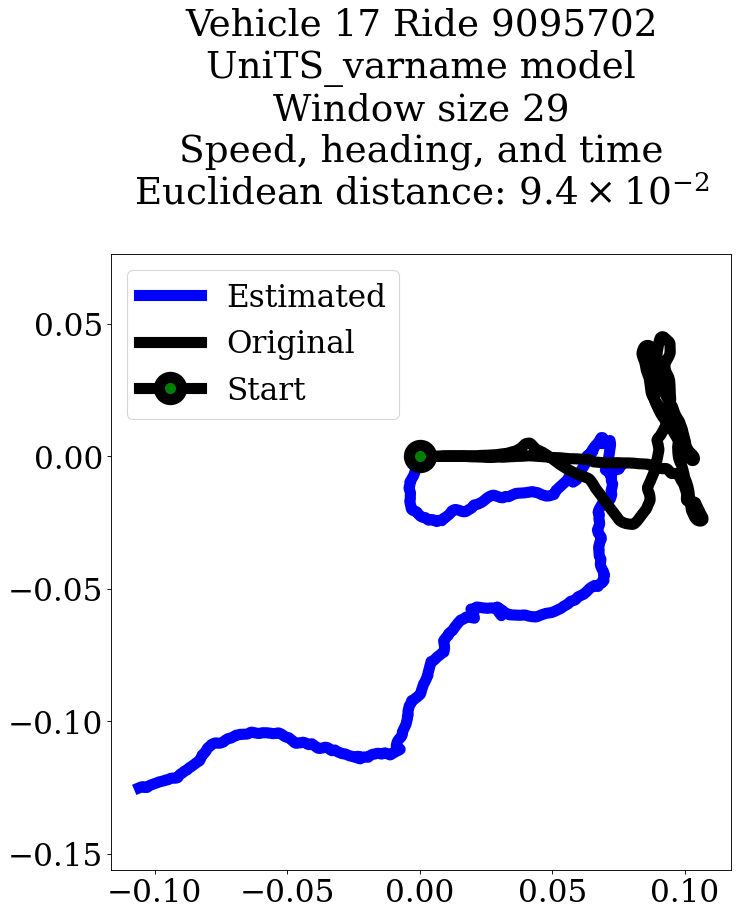 Vehicle 17 Ride 9095702
UniTS_varname model
Window size 29
Speed, heading, and time
Euclidean distance: 9.4 × 10⁻²
Estimated
Original
Start
0.05
0.00
−0.05
−0.10
−0.15
−0.10 −0.05 0.00 0.05 0.10